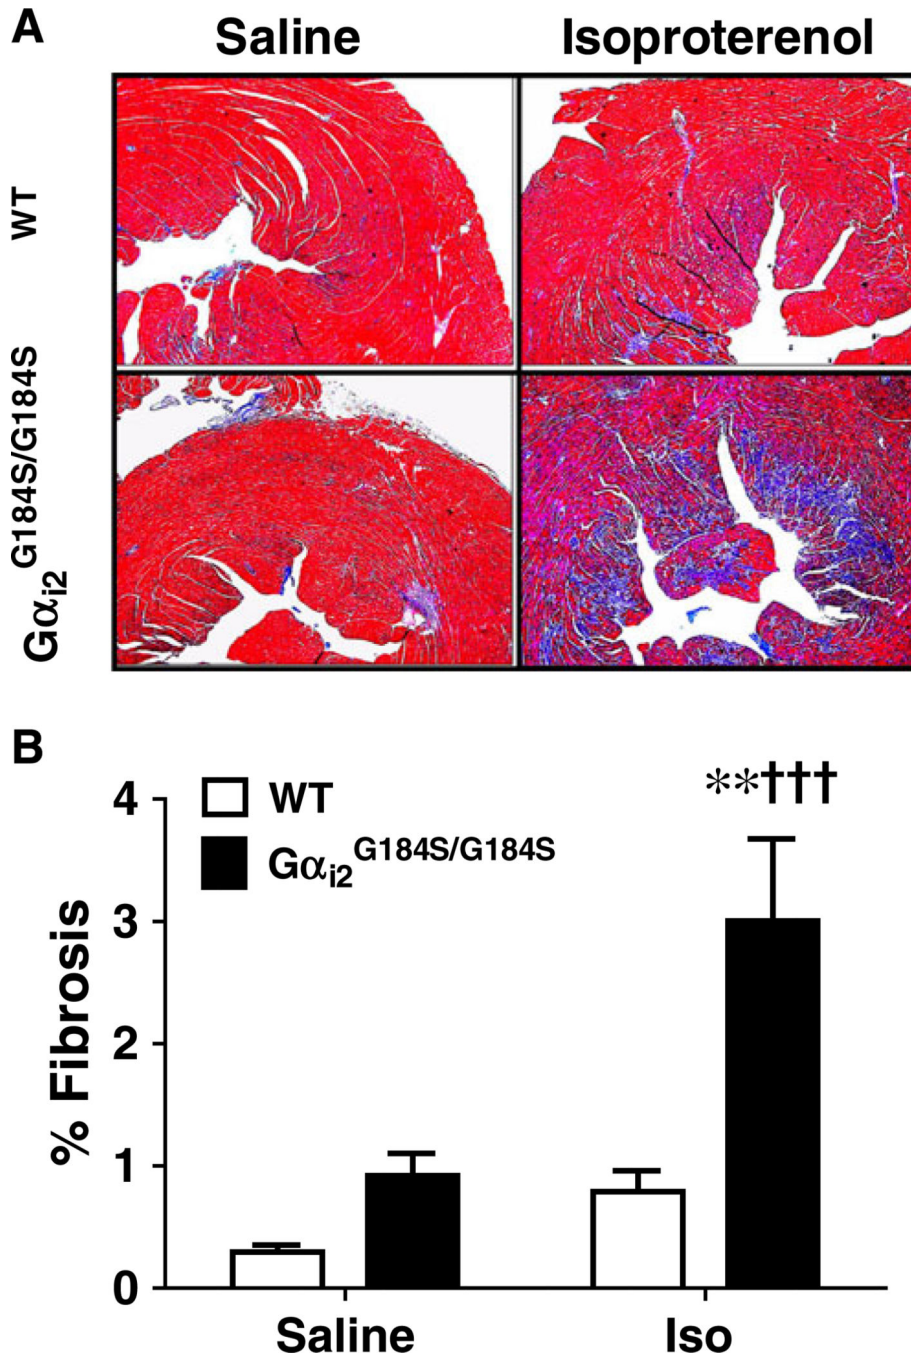 A
Saline Isoproterenol
WT
Gαi2G184S/G184S
B
**†††
WT
Gαi2G184S/G184S
% Fibrosis
4
3
2
1
0
Saline Iso